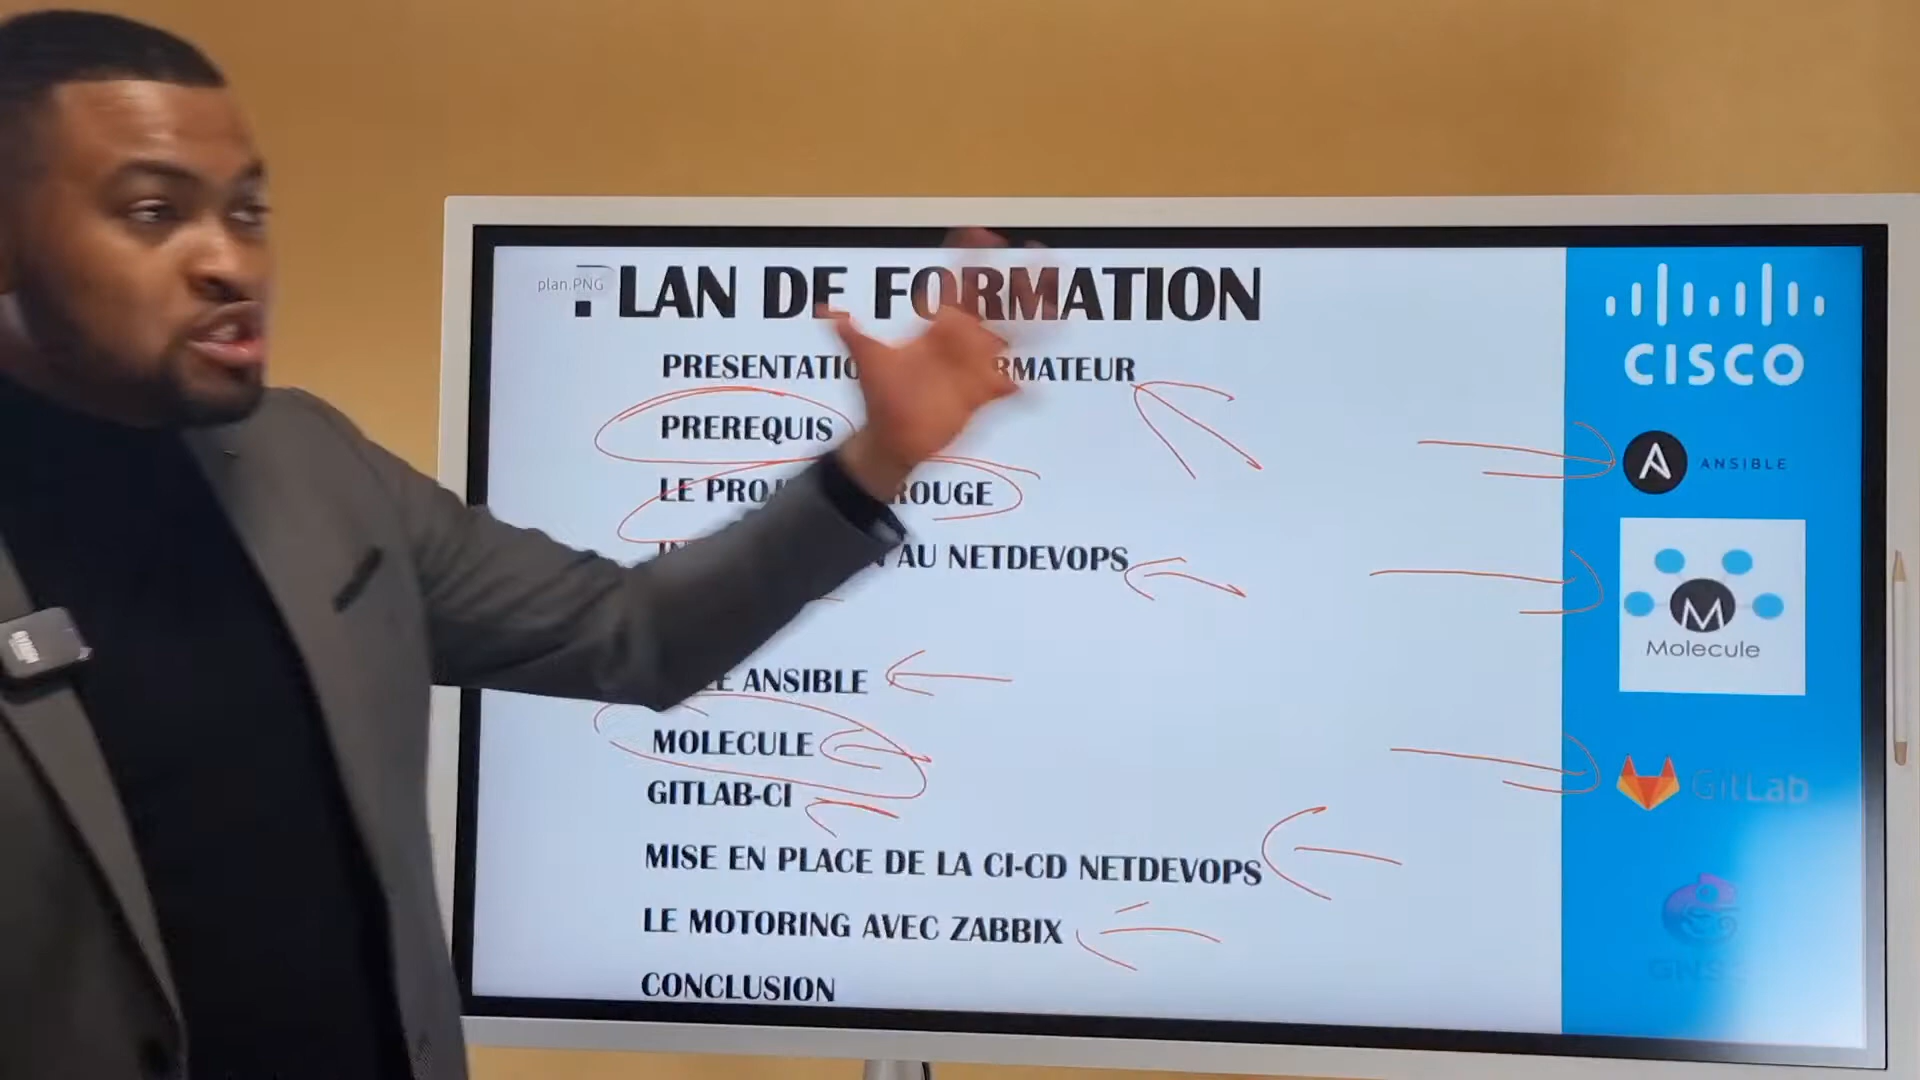 plan.PNG
LAN DE FORMATION
PRESENTATIO RMATEUR
PREREQUIS
LE PROJ ROUGE
AU NETDEVOPS
ANSIBLE
MOLECULE
GITLAB-CI
MISE EN PLACE DE LA CI-CD NETDEVOPS
LE MOTORING AVEC ZABBIX
CONCLUSION
CISCO
ANSIBLE
M
Molecule
GitLab